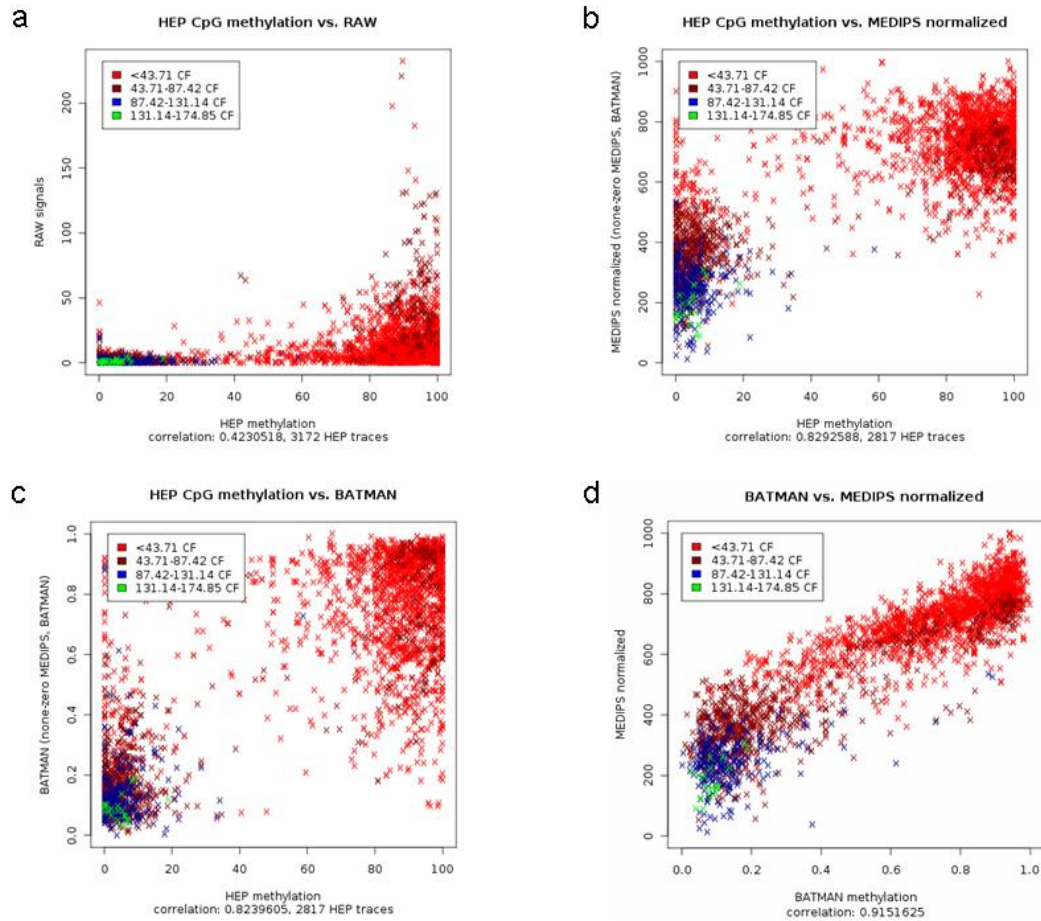 a
HEP CpG methylation vs. RAW
<43.71 CF
43.71-87.42 CF
87.42-131.14 CF
131.14-174.85 CF
RAW signals
200
150
100
50
0
0 20 40 60 80 100
HEP methylation
correlation: 0.4230518, 3172 HEP traces
b
HEP CpG methylation vs. MEDIPS normalized
<43.71 CF
43.71-87.42 CF
87.42-131.14 CF
131.14-174.85 CF
MEDIPS normalized (none-zero MEDIPS, BATMAN)
1000
800
600
400
200
0
0 20 40 60 80 100
HEP methylation
correlation: 0.8292588, 2817 HEP traces
c
HEP CpG methylation vs. BATMAN
<43.71 CF
43.71-87.42 CF
87.42-131.14 CF
131.14-174.85 CF
BATMAN (none-zero MEDIPS, BATMAN)
1.0
0.8
0.6
0.4
0.2
0.0
0 20 40 60 80 100
HEP methylation
correlation: 0.8239605, 2817 HEP traces
d
BATMAN vs. MEDIPS normalized
<43.71 CF
43.71-87.42 CF
87.42-131.14 CF
131.14-174.85 CF
MEDIPS normalized
1000
800
600
400
200
0
0.0 0.2 0.4 0.6 0.8 1.0
BATMAN methylation
correlation: 0.9151625